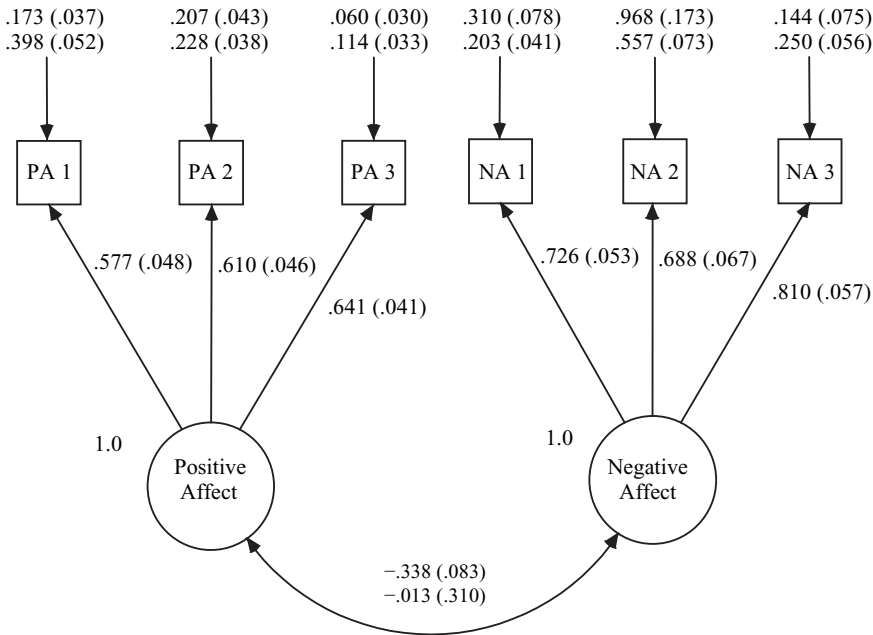 .173 (.037)
.398 (.052)
.207 (.043)
.228 (.038)
.060 (.030)
.114 (.033)
.310 (.078)
.203 (.041)
.968 (.173)
.557 (.073)
.144 (.075)
.250 (.056)
PA 1
PA 2
PA 3
NA 1
NA 2
NA 3
.577 (.048)
.610 (.046)
.641 (.041)
.726 (.053)
.688 (.067)
.810 (.057)
1.0
Positive
Affect
1.0
Negative
Affect
−.338 (.083)
−.013 (.310)